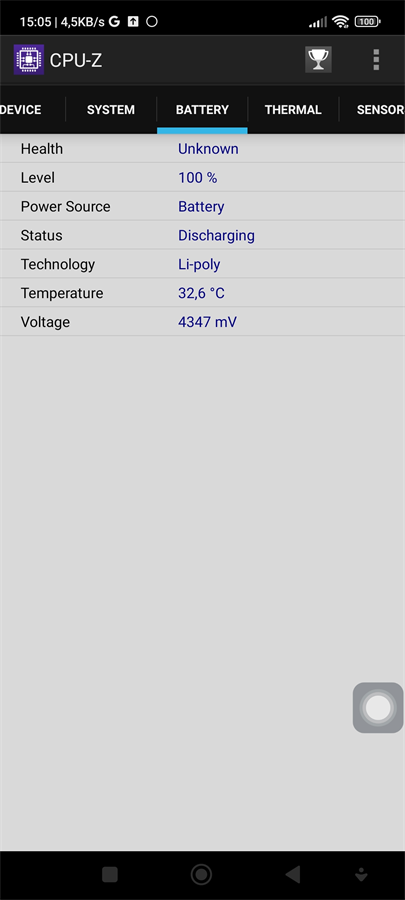 15:05 | 4,5KB/s G 100
CPU-Z
DEVICE SYSTEM BATTERY THERMAL SENSOR
Health Unknown
Level 100 %
Power Source Battery
Status Discharging
Technology Li-poly
Temperature 32,6 °C
Voltage 4347 mV